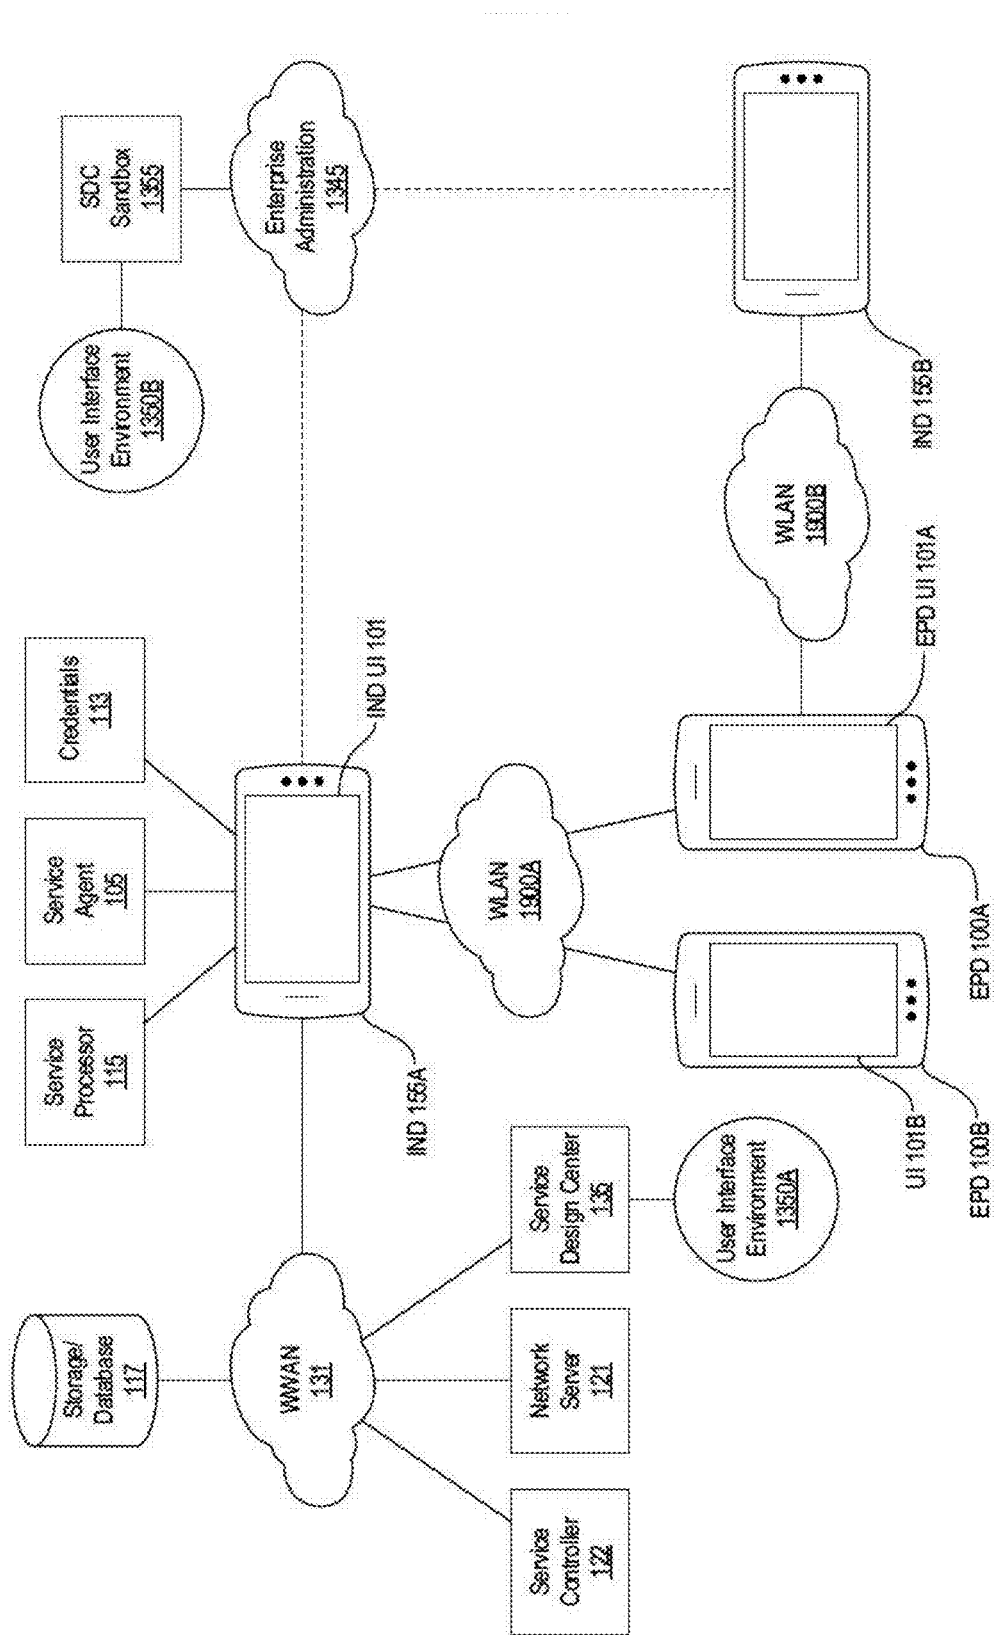 Storage/
Database
117
Service
Processor
115
Service
Agent
105
Credentials
113
User Interface
Environment
1350B
SDC
Sandbox
1355
WWAN
131
IND 155A
IND UI 101
Enterprise
Administration
1345
Service
Controller
122
Network
Server
121
Service
Design Center
135
WLAN
1900A
User Interface
Environment
1350A
WLAN
1900B
UI 101B
EPD 100B
EPD 100A
EPD UI 101A
IND 155B